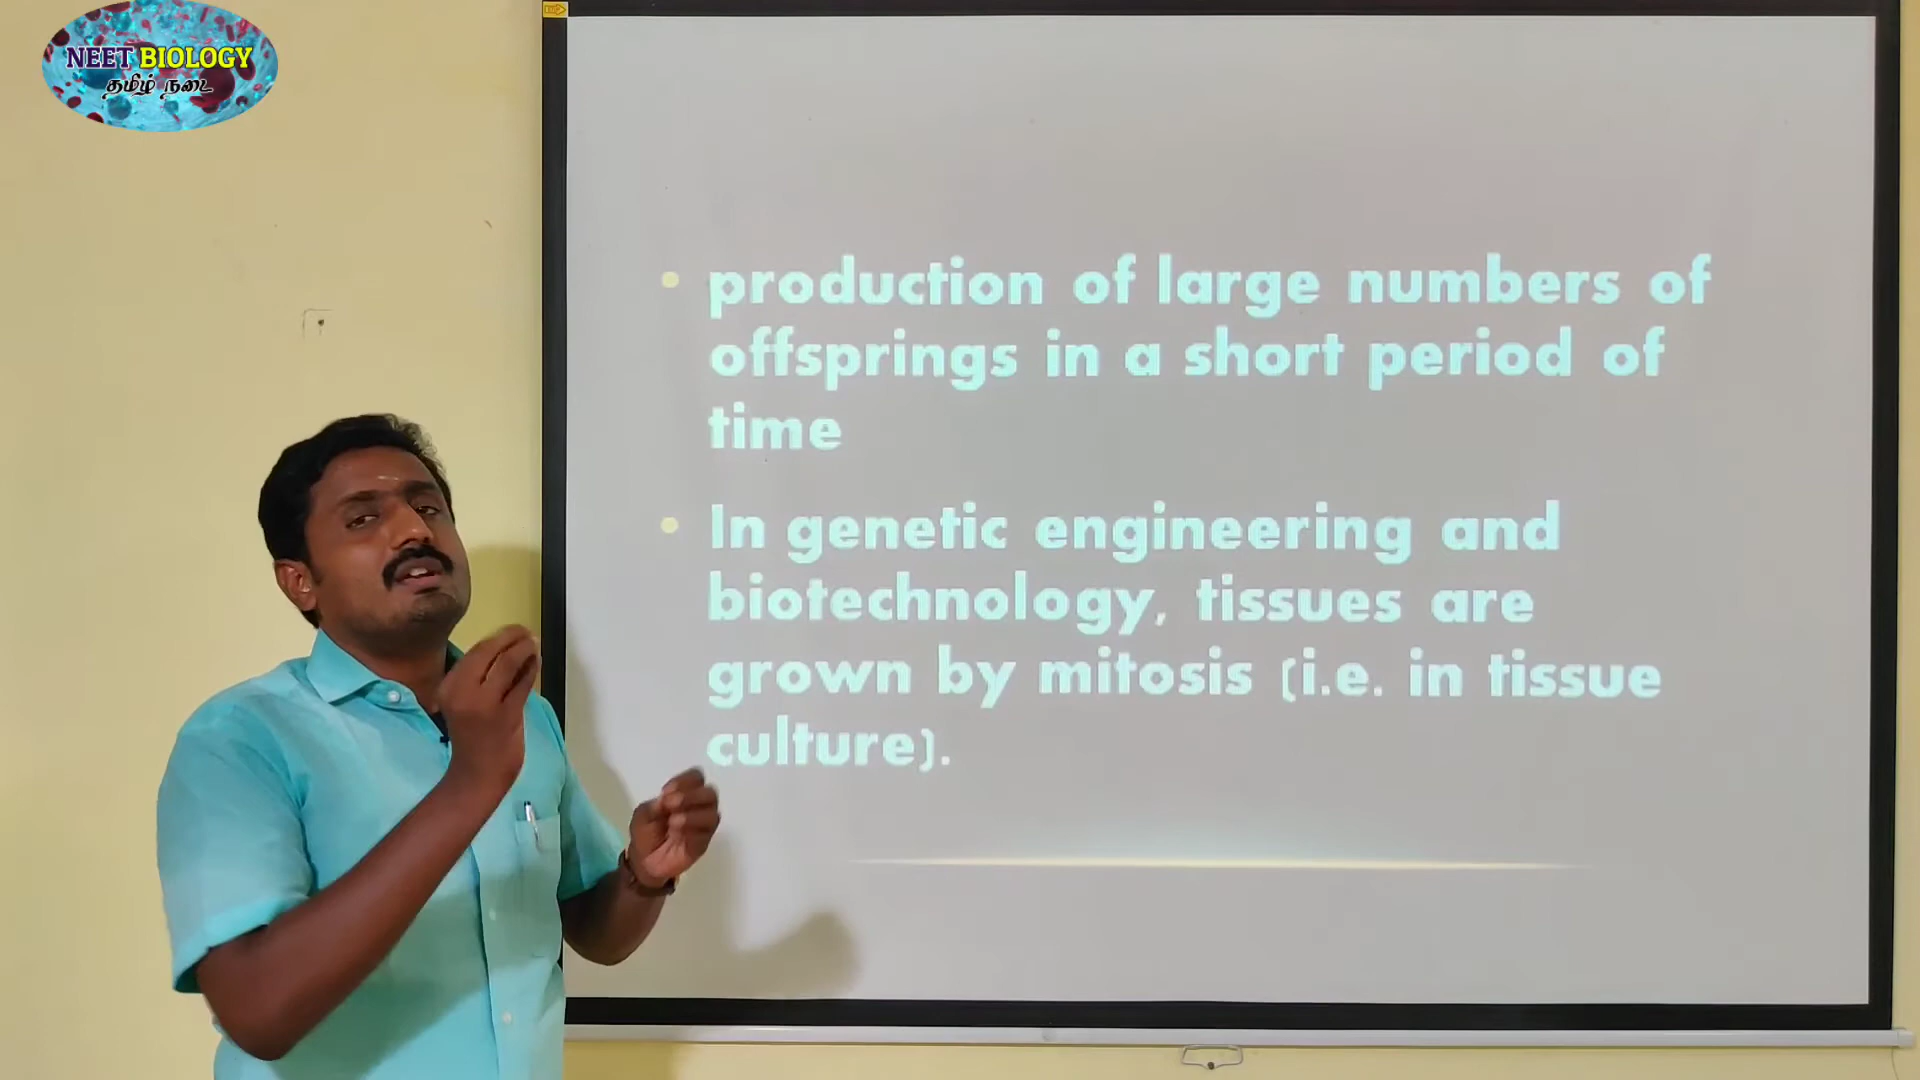 NEET BIOLOGY
தமிழ் நடை
production of large numbers of
offsprings in a short period of
time
In genetic engineering and
biotechnology, tissues are
grown by mitosis (i.e. in tissue
culture).